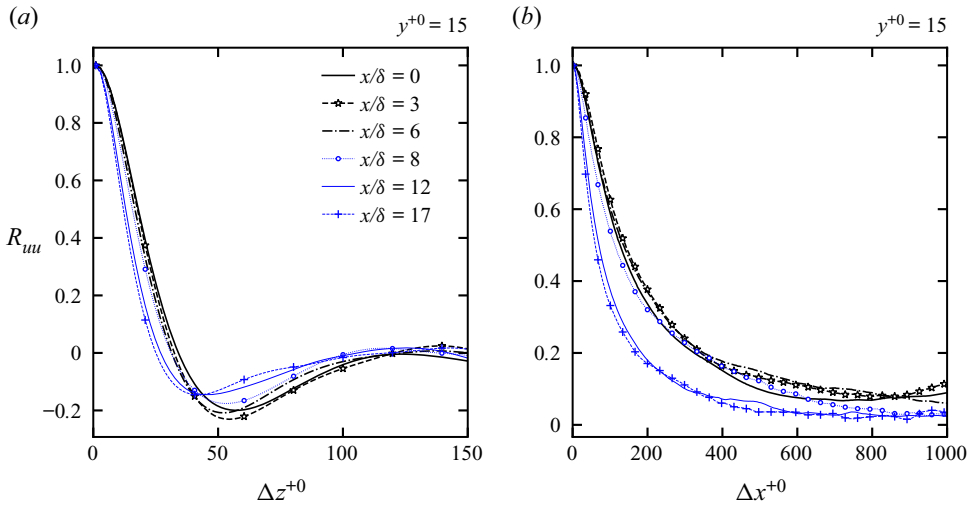 (a)
y⁺⁰ = 15
(b)
y⁺⁰ = 15
1.0
0.8
0.6
0.4
0.2
0
−0.2
R_uu
x/δ = 0
x/δ = 3
x/δ = 6
x/δ = 8
x/δ = 12
x/δ = 17
0 50 100 150
Δz⁺⁰
1.0
0.8
0.6
0.4
0.2
0
0 200 400 600 800 1000
Δx⁺⁰